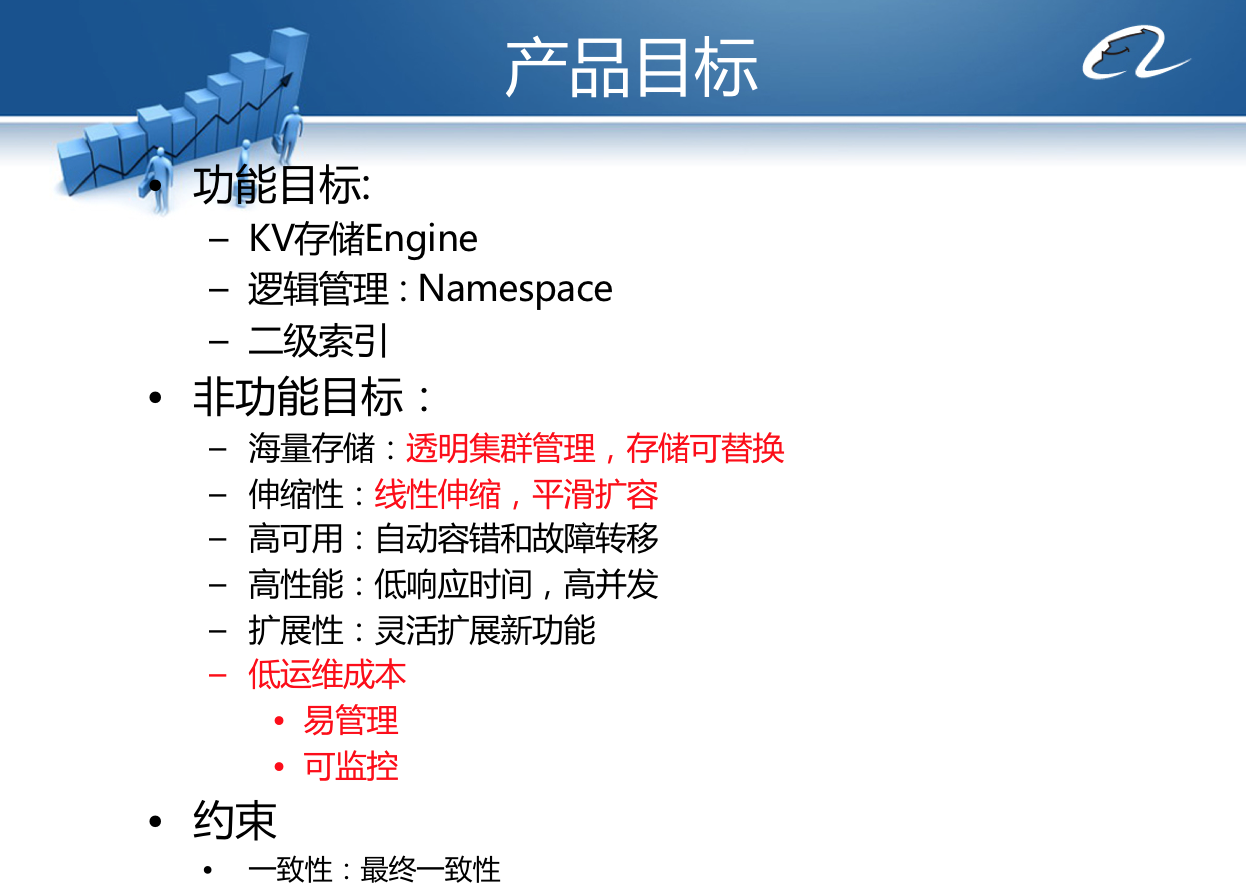 产品目标
• 功能目标:
– KV存储Engine
– 逻辑管理：Namespace
– 二级索引
• 非功能目标：
– 海量存储：透明集群管理，存储可替换
– 伸缩性：线性伸缩，平滑扩容
– 高可用：自动容错和故障转移
– 高性能：低响应时间，高并发
– 扩展性：灵活扩展新功能
– 低运维成本
• 易管理
• 可监控
• 约束
• 一致性：最终一致性